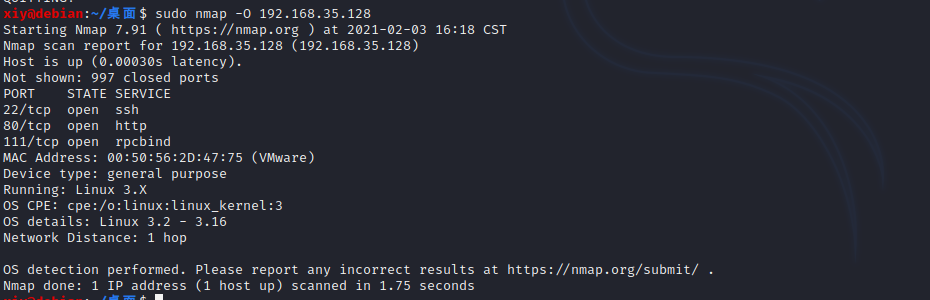 QUITTING!
xiy@debian:~/桌面$ sudo nmap -O 192.168.35.128
Starting Nmap 7.91 ( https://nmap.org ) at 2021-02-03 16:18 CST
Nmap scan report for 192.168.35.128 (192.168.35.128)
Host is up (0.00030s latency).
Not shown: 997 closed ports
PORT    STATE SERVICE
22/tcp  open  ssh
80/tcp  open  http
111/tcp open  rpcbind
MAC Address: 00:50:56:2D:47:75 (VMware)
Device type: general purpose
Running: Linux 3.X
OS CPE: cpe:/o:linux:linux_kernel:3
OS details: Linux 3.2 - 3.16
Network Distance: 1 hop
OS detection performed. Please report any incorrect results at https://nmap.org/submit/ .
Nmap done: 1 IP address (1 host up) scanned in 1.75 seconds
xiy@debian:~/桌面$